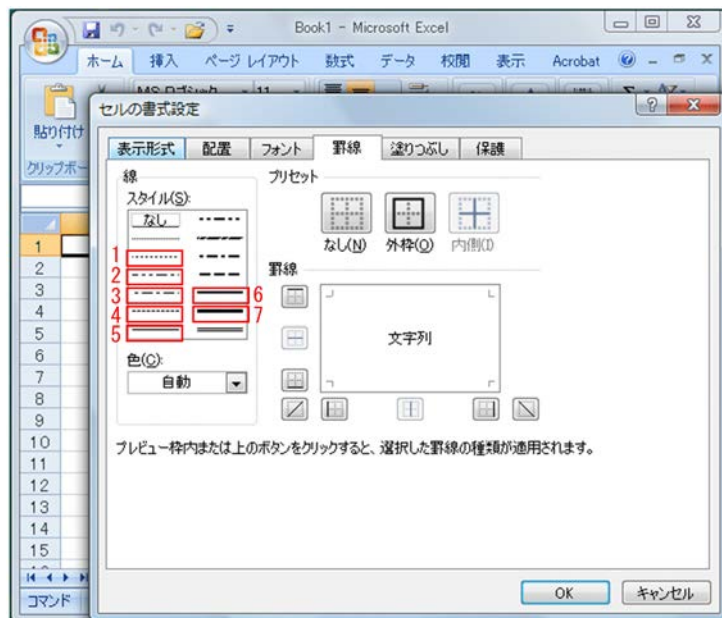 Book1 - Microsoft Excel
ホーム 挿入 ページ レイアウト 数式 データ 校閲 表示 Acrobat
貼り付け
クリップボー
セルの書式設定
表示形式 配置 フォント 罫線 塗りつぶし 保護
線
スタイル(S):
なし
1
2
3
4
5
6
7
色(C):
自動
プリセット
なし(N) 外枠(O) 内側(I)
罫線
文字列
プレビュー枠内または上のボタンをクリックすると、選択した罫線の種類が適用されます。
OK キャンセル
1
2
3
4
5
6
7
8
9
10
11
12
13
14
15
コマンド